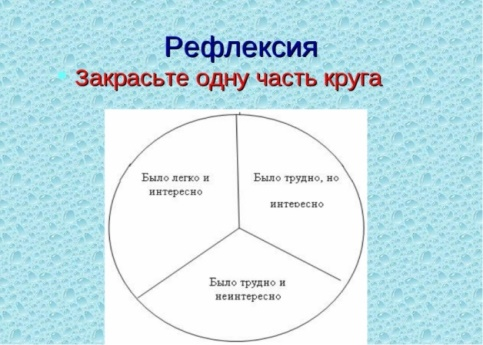 Рефлексия
Закрасьте одну часть круга
Было легко и
интересно
Было трудно, но
интересно
Было трудно и
неинтересно